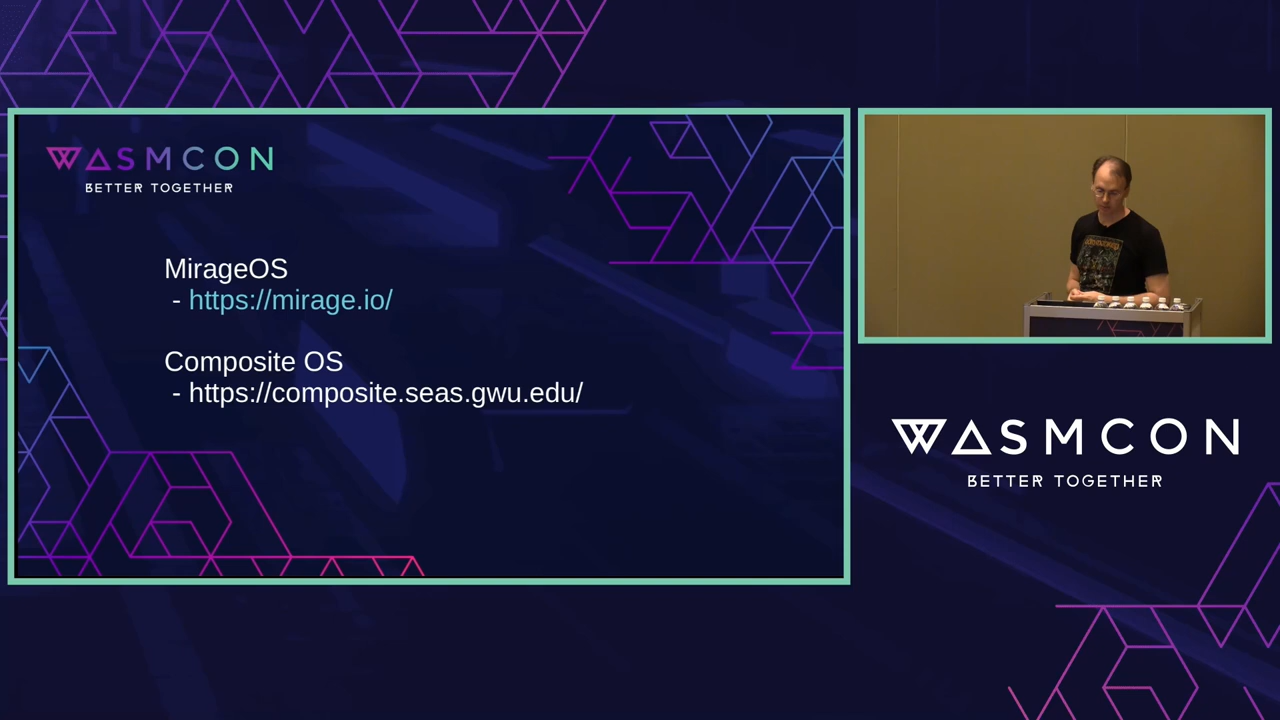 WASMCON
BETTER TOGETHER
MirageOS
- https://mirage.io/
Composite OS
- https://composite.seas.gwu.edu/
WASMCON
BETTER TOGETHER